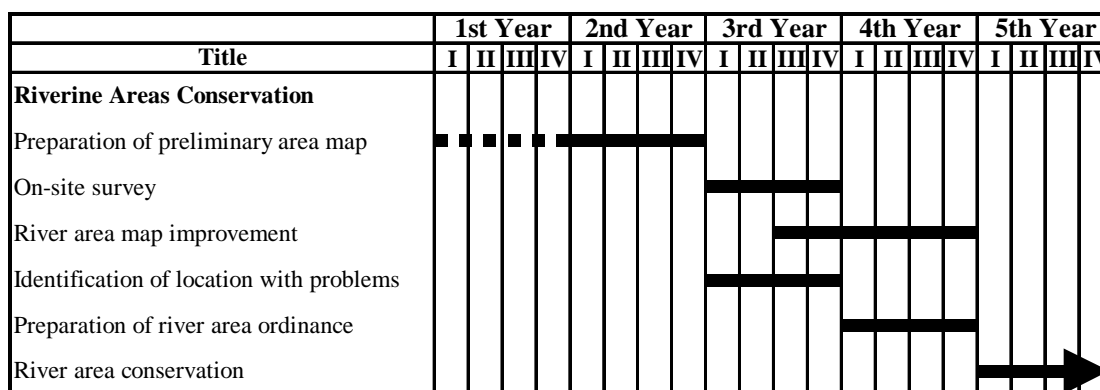 1st Year 2nd Year 3rd Year 4th Year 5th Year
Title I II III IV I II III IV I II III IV I II III IV I II III IV
Riverine Areas Conservation
Preparation of preliminary area map
On-site survey
River area map improvement
Identification of location with problems
Preparation of river area ordinance
River area conservation